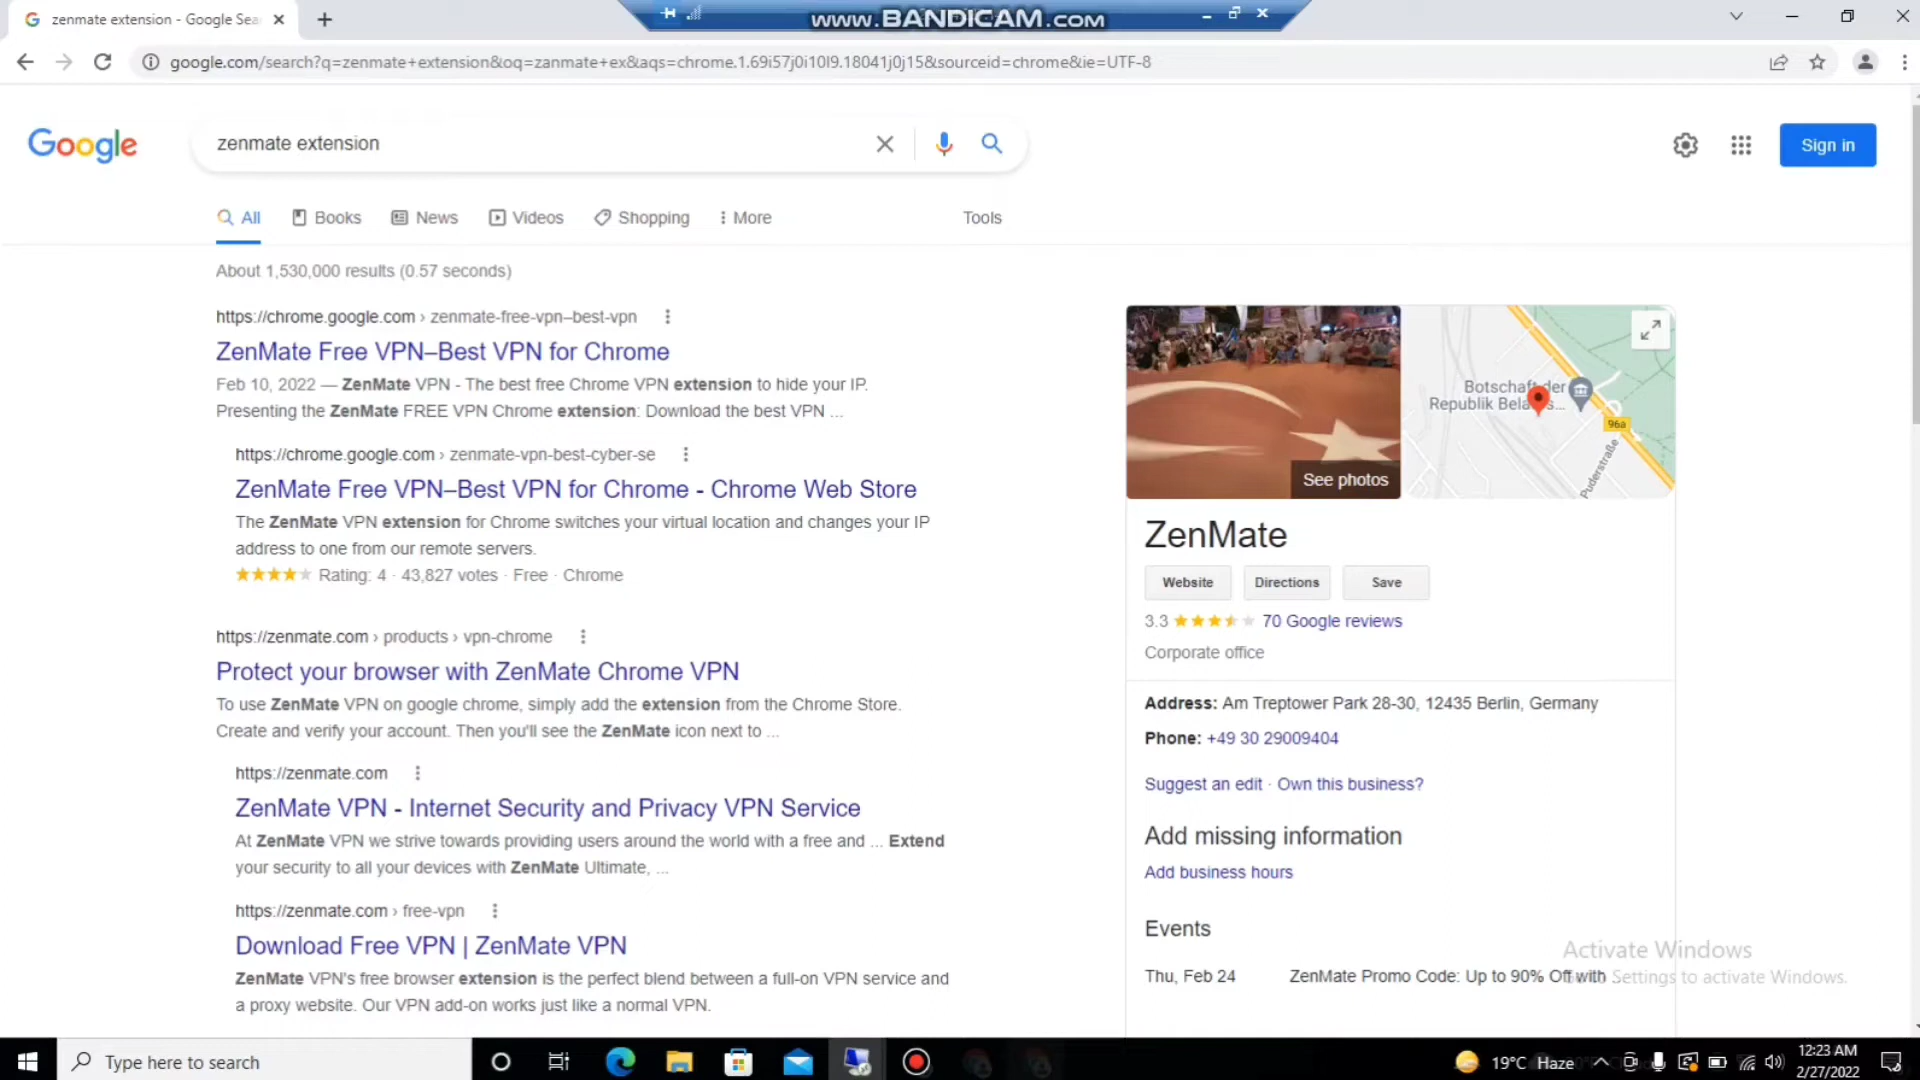 zenmate extension - Google Sea
www.BANDICAM.com
google.com/search?q=zenmate+extension&oq=zanmate+ex&aqs=chrome.1.69i57j0i10l9.18041j0j15&sourceid=chrome&ie=UTF-8
Google
zenmate extension
Sign in
All
Books
News
Videos
Shopping
More
Tools
About 1,530,000 results (0.57 seconds)
https://chrome.google.com › zenmate-free-vpn–best-vpn
ZenMate Free VPN–Best VPN for Chrome
Feb 10, 2022 — ZenMate VPN - The best free Chrome VPN extension to hide your IP.
Presenting the ZenMate FREE VPN Chrome extension: Download the best VPN ...
https://chrome.google.com › zenmate-vpn-best-cyber-se
ZenMate Free VPN–Best VPN for Chrome - Chrome Web Store
The ZenMate VPN extension for Chrome switches your virtual location and changes your IP
address to one from our remote servers.
Rating: 4 · 43,827 votes · Free · Chrome
https://zenmate.com › products › vpn-chrome
Protect your browser with ZenMate Chrome VPN
To use ZenMate VPN on google chrome, simply add the extension from the Chrome Store.
Create and verify your account. Then you'll see the ZenMate icon next to ...
https://zenmate.com
ZenMate VPN - Internet Security and Privacy VPN Service
At ZenMate VPN we strive towards providing users around the world with a free and ... Extend
your security to all your devices with ZenMate Ultimate, ...
https://zenmate.com › free-vpn
Download Free VPN | ZenMate VPN
ZenMate VPN's free browser extension is the perfect blend between a full-on VPN service and
a proxy website. Our VPN add-on works just like a normal VPN.
See photos
Botschaft der
Republik Bela
96a
Puderstraße
ZenMate
Website
Directions
Save
3.3
70 Google reviews
Corporate office
Address: Am Treptower Park 28-30, 12435 Berlin, Germany
Phone: +49 30 29009404
Suggest an edit · Own this business?
Add missing information
Add business hours
Events
Thu, Feb 24
ZenMate Promo Code: Up to 90% Off with
Activate Windows
Settings to activate Windows.
Type here to search
19°C Haze
12:23 AM
2/27/2022